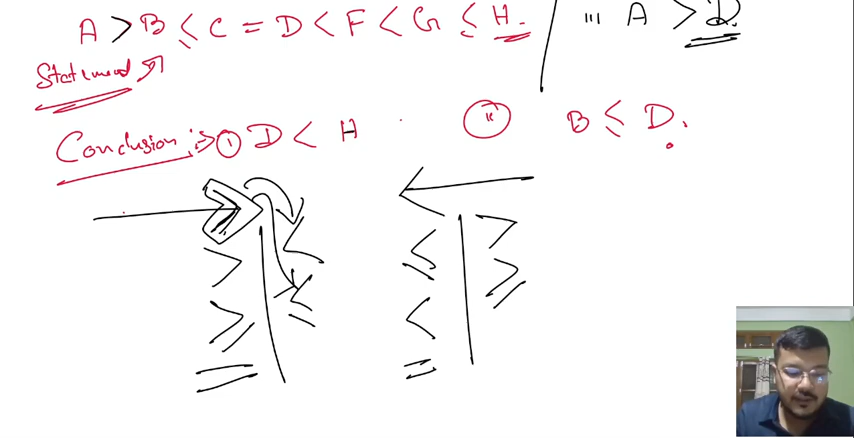 A > B ≤ C = D < F < G ≤ H.
III A > D.
Statement
Conclusion :- (I) D < H
(II) B ≤ D.
> <
> ≤
≥
=
< >
≤ ≥
<
=